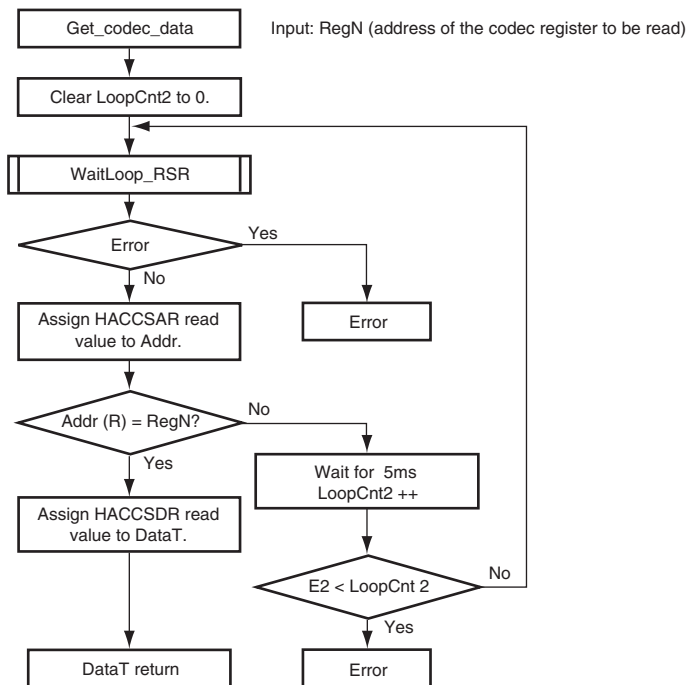 Get_codec_data
Input: RegN (address of the codec register to be read)
Clear LoopCnt2 to 0.
WaitLoop_RSR
Error
Yes
No
Error
Assign HACCSAR read
value to Addr.
Addr (R) = RegN?
No
Yes
Wait for 5ms
LoopCnt2 ++
Assign HACCSDR read
value to DataT.
E2 < LoopCnt 2
No
Yes
DataT return
Error